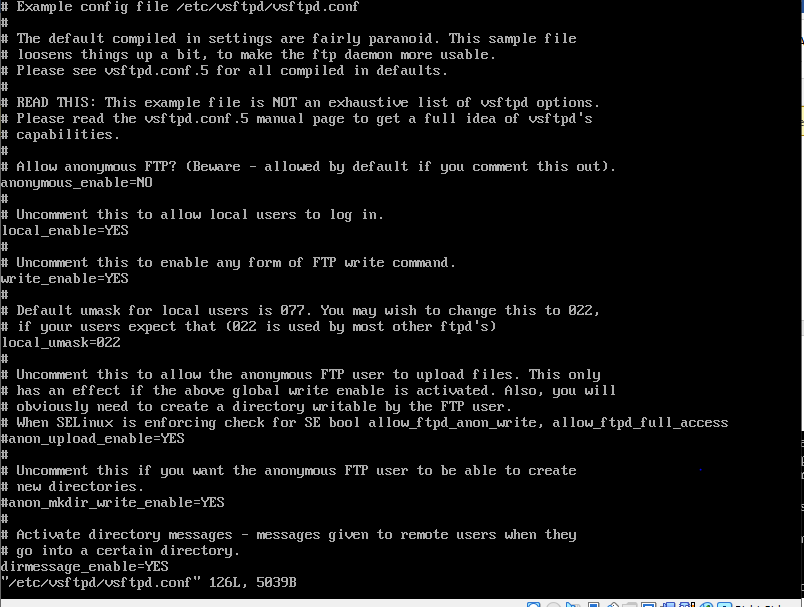 # Example config file /etc/vsftpd/vsftpd.conf
#
# The default compiled in settings are fairly paranoid. This sample file
# loosens things up a bit, to make the ftp daemon more usable.
# Please see vsftpd.conf.5 for all compiled in defaults.
#
# READ THIS: This example file is NOT an exhaustive list of vsftpd options.
# Please read the vsftpd.conf.5 manual page to get a full idea of vsftpd's
# capabilities.
#
# Allow anonymous FTP? (Beware - allowed by default if you comment this out).
anonymous_enable=NO
#
# Uncomment this to allow local users to log in.
local_enable=YES
#
# Uncomment this to enable any form of FTP write command.
write_enable=YES
#
# Default umask for local users is 077. You may wish to change this to 022,
# if your users expect that (022 is used by most other ftpd's)
local_umask=022
#
# Uncomment this to allow the anonymous FTP user to upload files. This only
# has an effect if the above global write enable is activated. Also, you will
# obviously need to create a directory writable by the FTP user.
# When SELinux is enforcing check for SE bool allow_ftpd_anon_write, allow_ftpd_full_access
#anon_upload_enable=YES
#
# Uncomment this if you want the anonymous FTP user to be able to create
# new directories.
#anon_mkdir_write_enable=YES
#
# Activate directory messages - messages given to remote users when they
# go into a certain directory.
dirmessage_enable=YES
"/etc/vsftpd/vsftpd.conf" 126L, 5039B